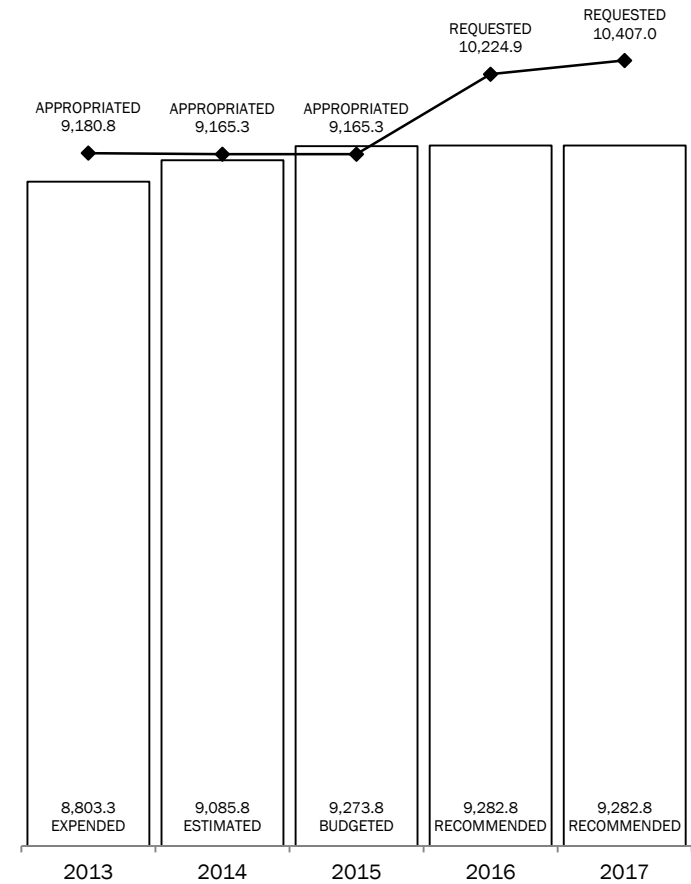 REQUESTED
10,407.0
REQUESTED
10,224.9
APPROPRIATED
9,180.8
APPROPRIATED
9,165.3
APPROPRIATED
9,165.3
8,803.3
EXPENDED
9,085.8
ESTIMATED
9,273.8
BUDGETED
9,282.8
RECOMMENDED
9,282.8
RECOMMENDED
2013
2014
2015
2016
2017